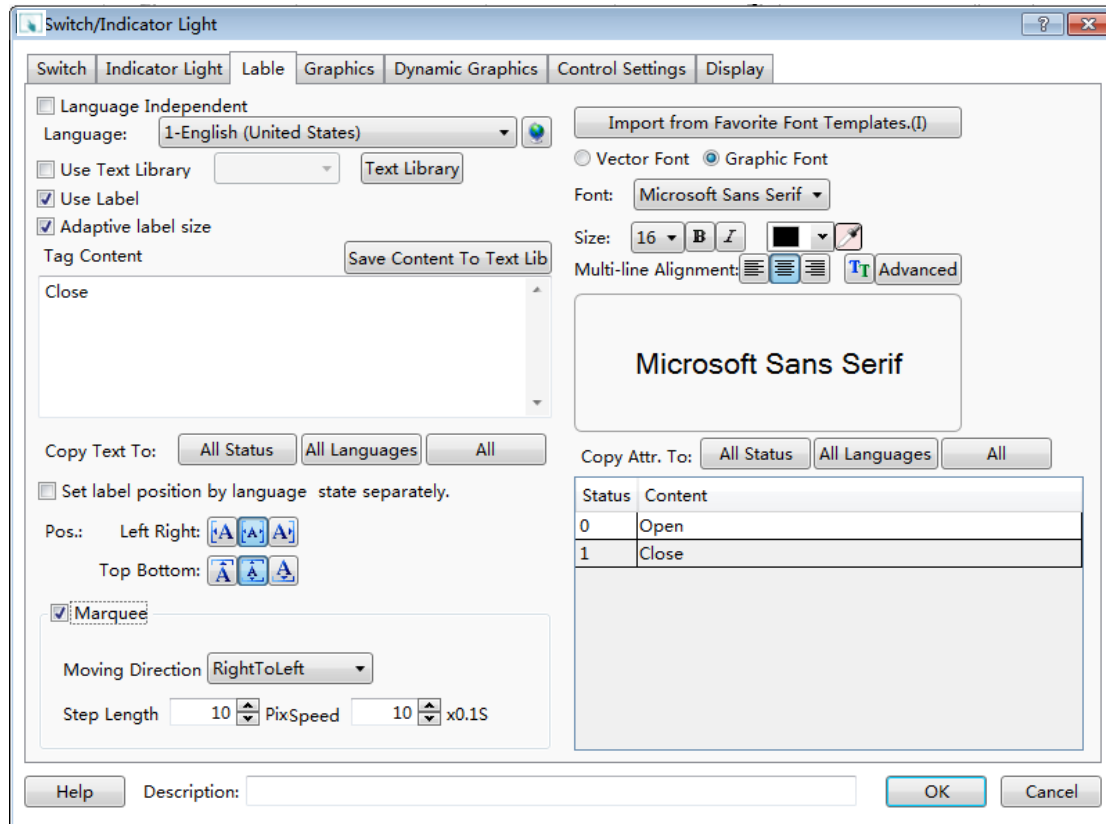 Switch/Indicator Light
Switch Indicator Light Lable Graphics Dynamic Graphics Control Settings Display
Language Independent
Language: 1-English (United States)
Use Text Library Text Library
Use Label
Adaptive label size
Tag Content Save Content To Text Lib
Close
Copy Text To: All Status All Languages All
Set label position by language state separately.
Pos.: Left Right: A A A
Top Bottom: A A A
Marquee
Moving Direction RightToLeft
Step Length 10 Pix Speed 10 x0.1S
Import from Favorite Font Templates.(I)
Vector Font Graphic Font
Font: Microsoft Sans Serif
Size: 16 B I
Multi-line Alignment: TT Advanced
Microsoft Sans Serif
Copy Attr. To: All Status All Languages All
Status Content
0 Open
1 Close
Help Description: OK Cancel